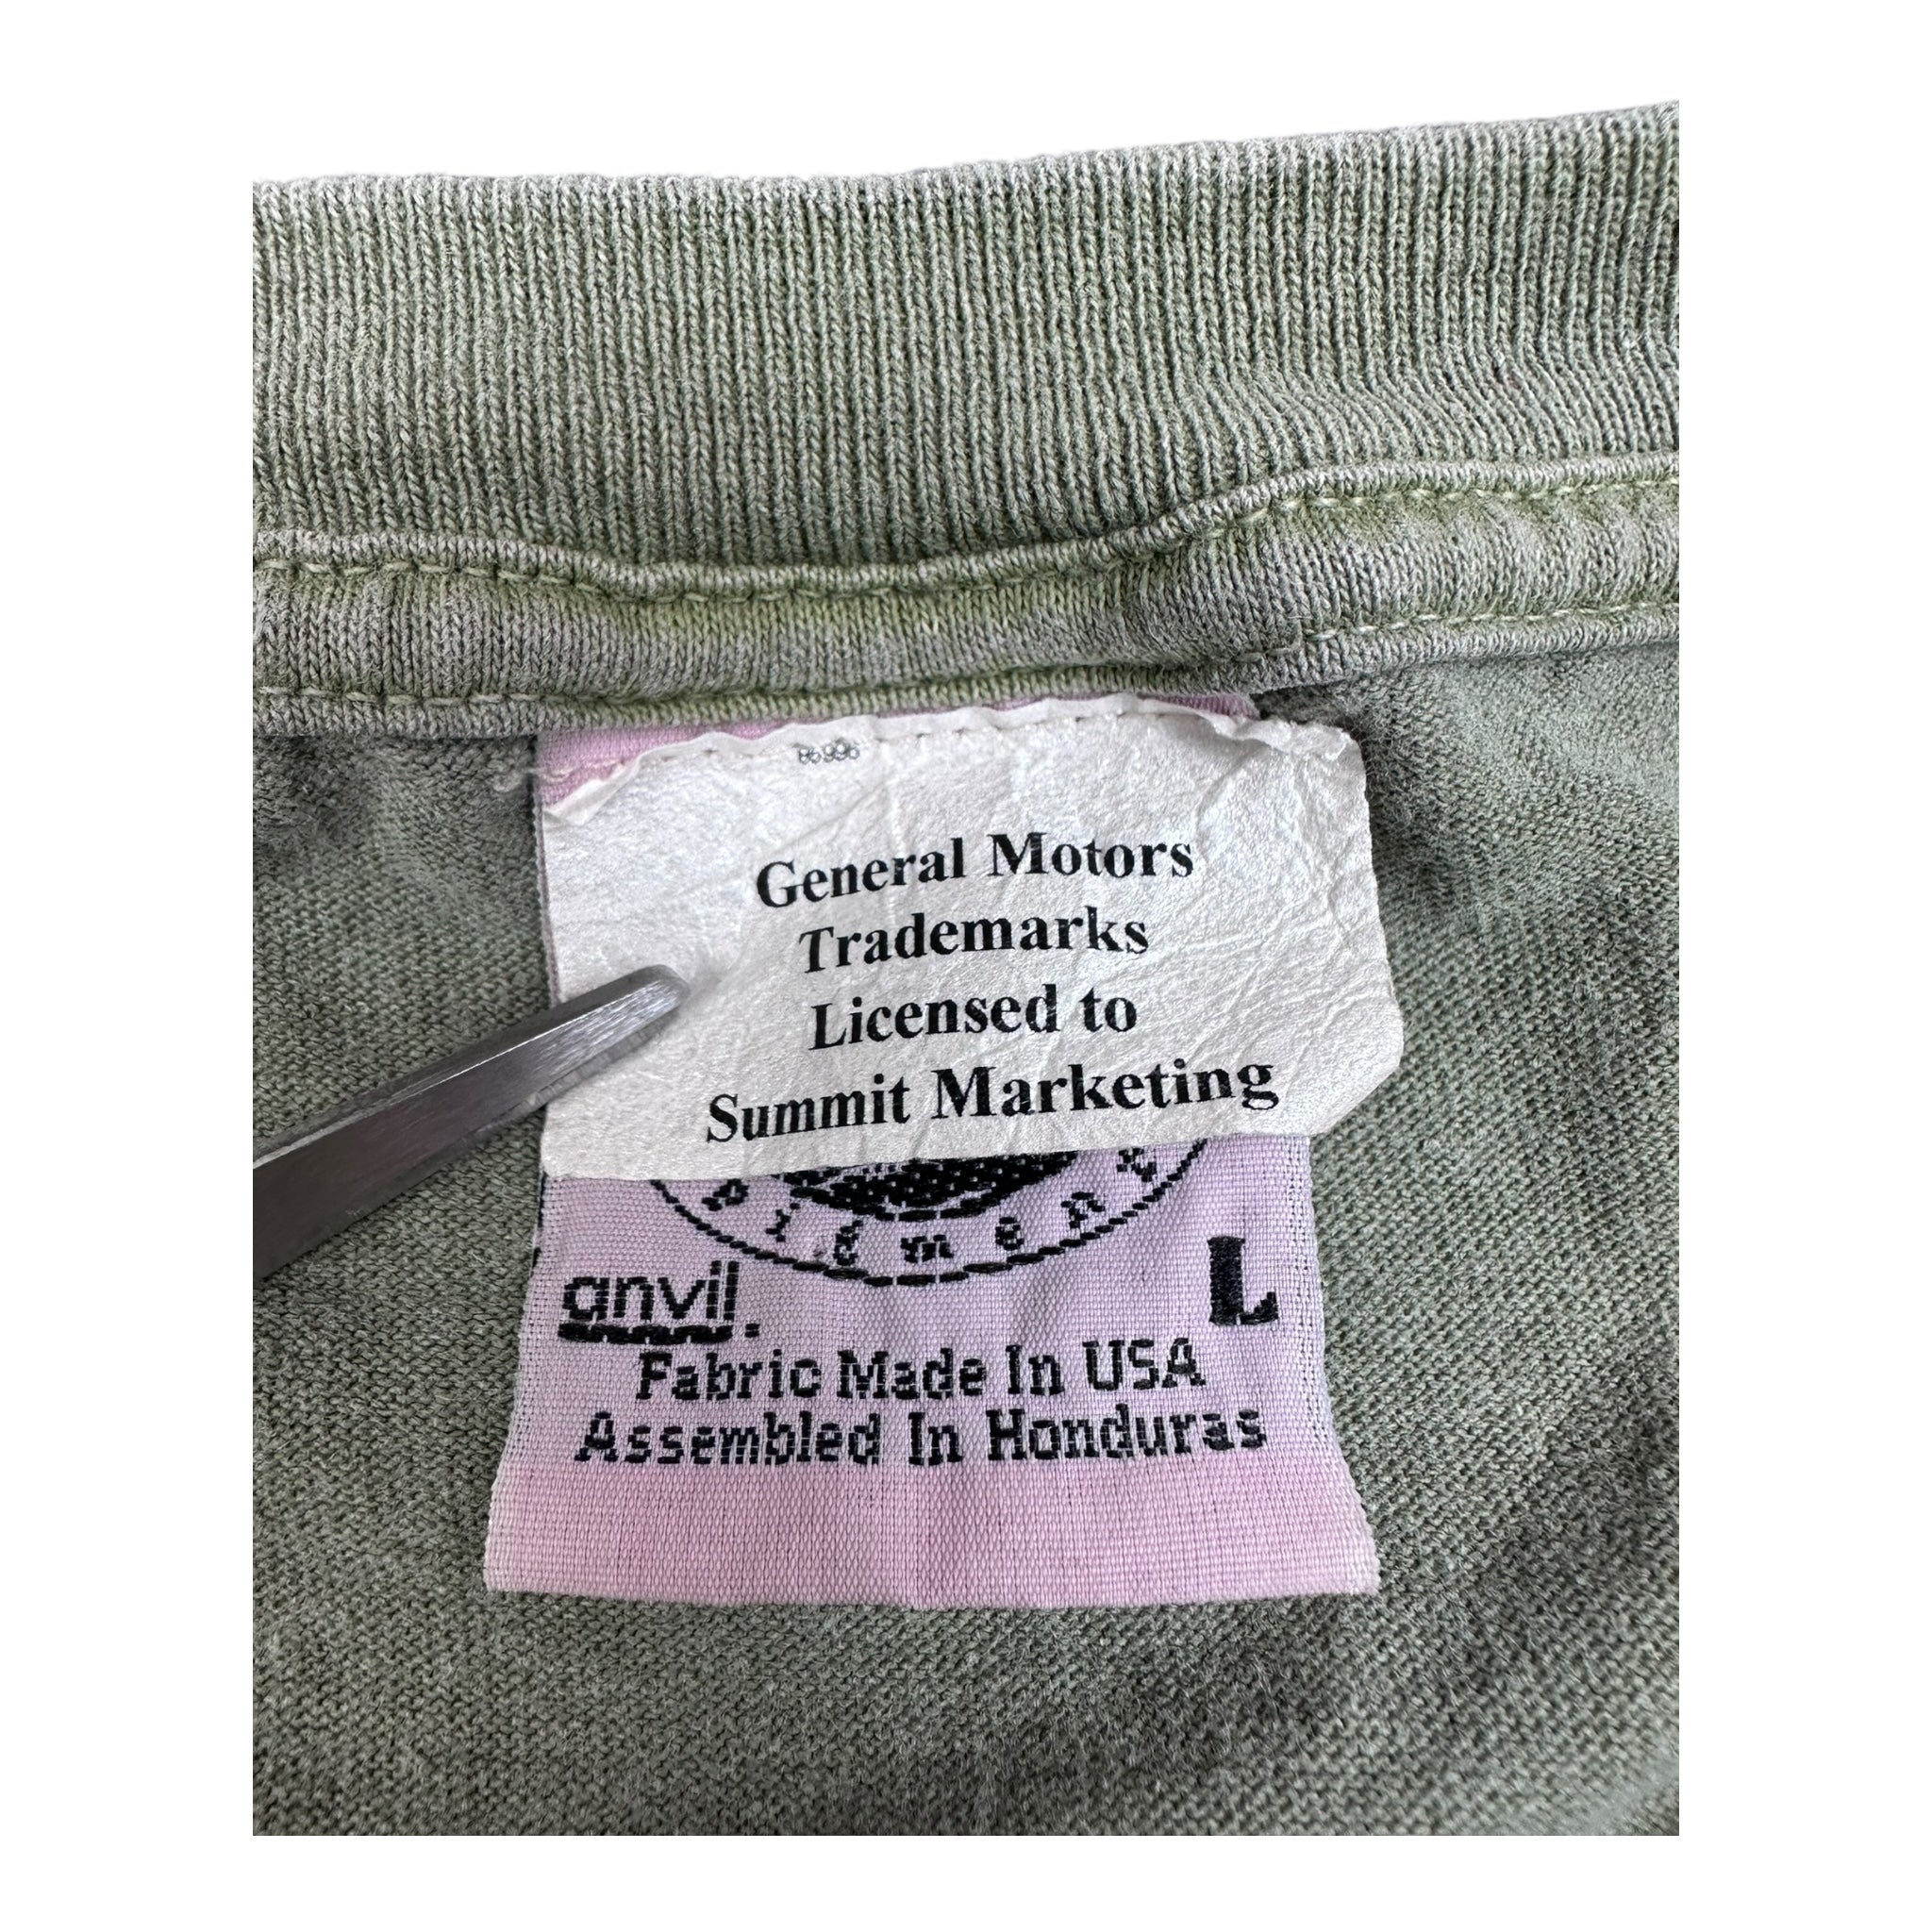 General Motors
Trademarks
Licensed to
Summit Marketing
anvil.
L
Fabric Made In USA
Assembled In Honduras